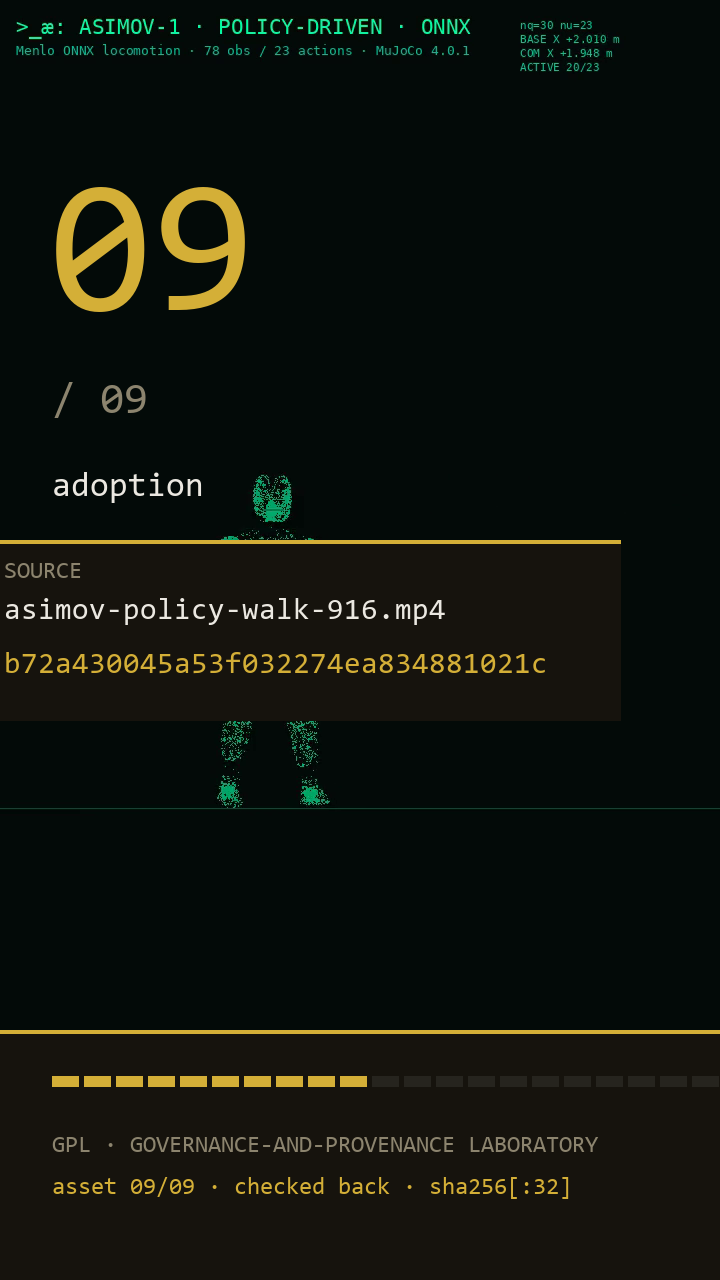 >_æ: ASIMOV-1 · POLICY-DRIVEN · ONNX
Menlo ONNX locomotion · 78 obs / 23 actions · MuJoCo 4.0.1
nq=30 nu=23
BASE X +2.010 m
COM X +1.948 m
ACTIVE 20/23
09
/ 09
adoption
SOURCE
asimov-policy-walk-916.mp4
b72a430045a53f032274ea834881021c
GPL · GOVERNANCE-AND-PROVENANCE LABORATORY
asset 09/09 · checked back · sha256[:32]